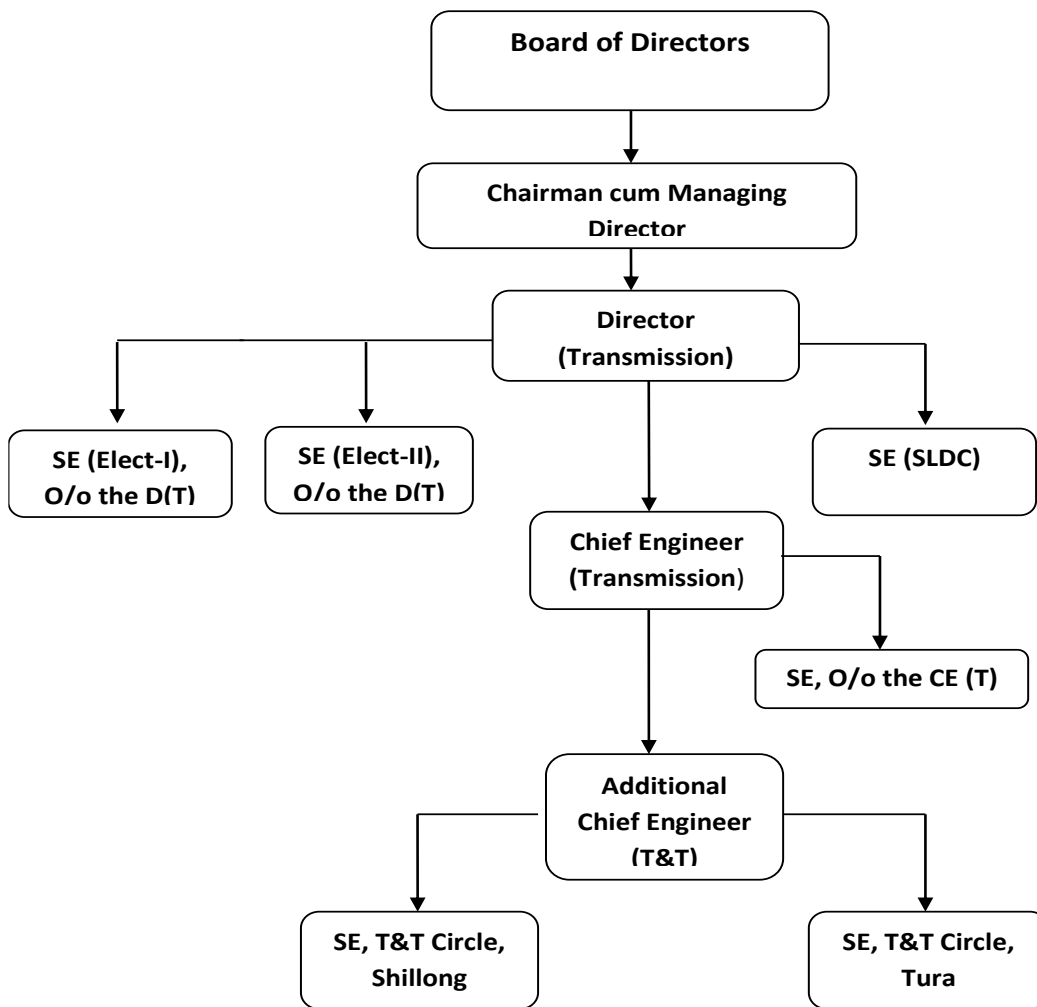 Board of Directors
Chairman cum Managing
Director
Director
(Transmission)
SE (Elect-I),
O/o the D(T)
SE (Elect-II),
O/o the D(T)
SE (SLDC)
Chief Engineer
(Transmission)
SE, O/o the CE (T)
Additional
Chief Engineer
(T&T)
SE, T&T Circle,
Shillong
SE, T&T Circle,
Tura